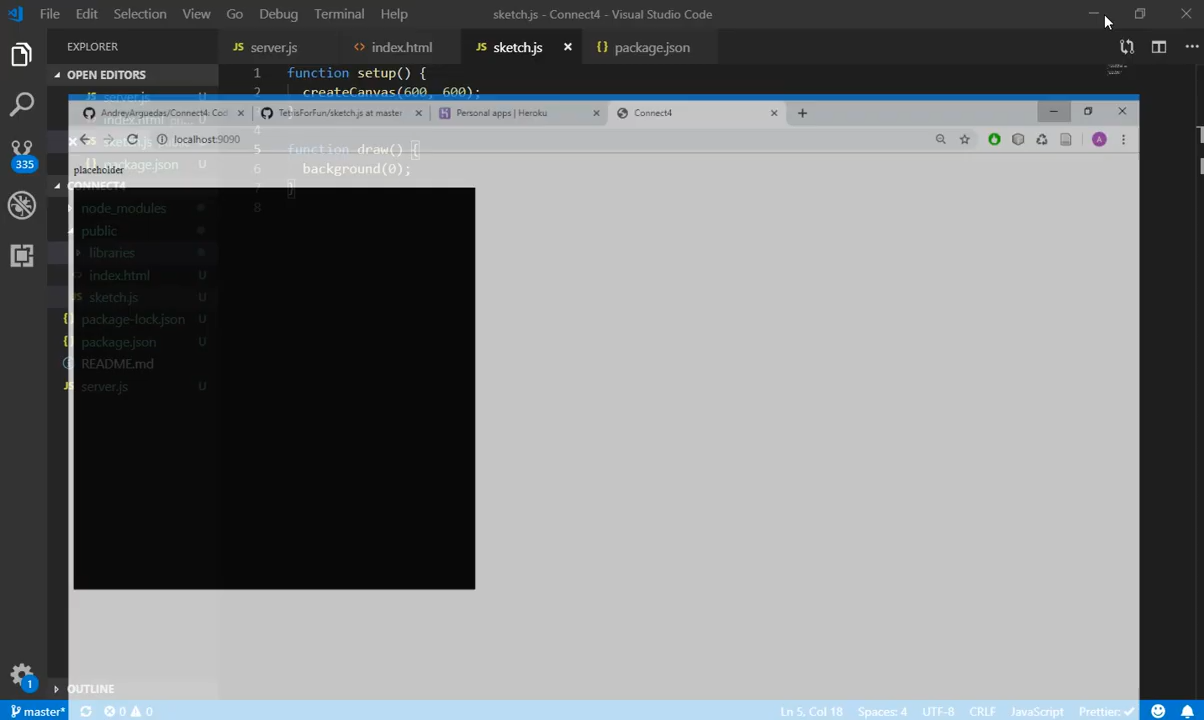 File Edit Selection View Go Debug Terminal Help
sketch.js - Connect4 - Visual Studio Code
EXPLORER
JS server.js
<> index.html
JS sketch.js ×
{} package.json
OPEN EDITORS
server.js
index.html
sketch.js
{} package.json
CONNECT4
node_modules
public
libraries
index.html U
JS sketch.js U
{} package-lock.json U
{} package.json U
README.md
JS server.js U
OUTLINE
335
1
1 function setup() {
2 createCanvas(600, 600);
4
5 function draw() {
6 background(0);
7 }
8
AndreyArguedas/Connect4: Cod ×
TetrisForFun/sketch.js at master ×
Personal apps | Heroku ×
Connect4 ×
localhost:9090
A
placeholder
master*
0 0
Ln 5, Col 18 Spaces: 4 UTF-8 CRLF JavaScript Prettier: ✓